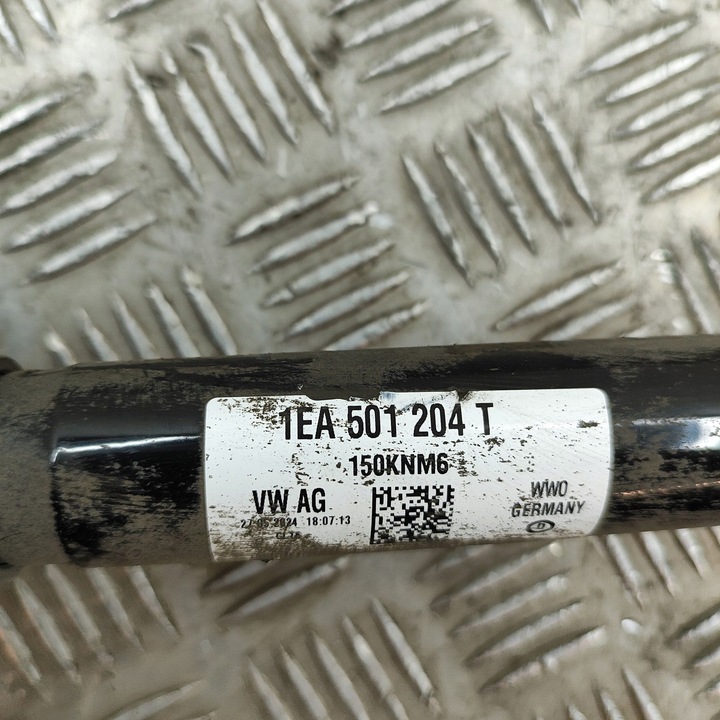 1EA 501 204 T
150KNM6
VW AG
27.05.2024 18:07:13
WWO
GERMANY
D